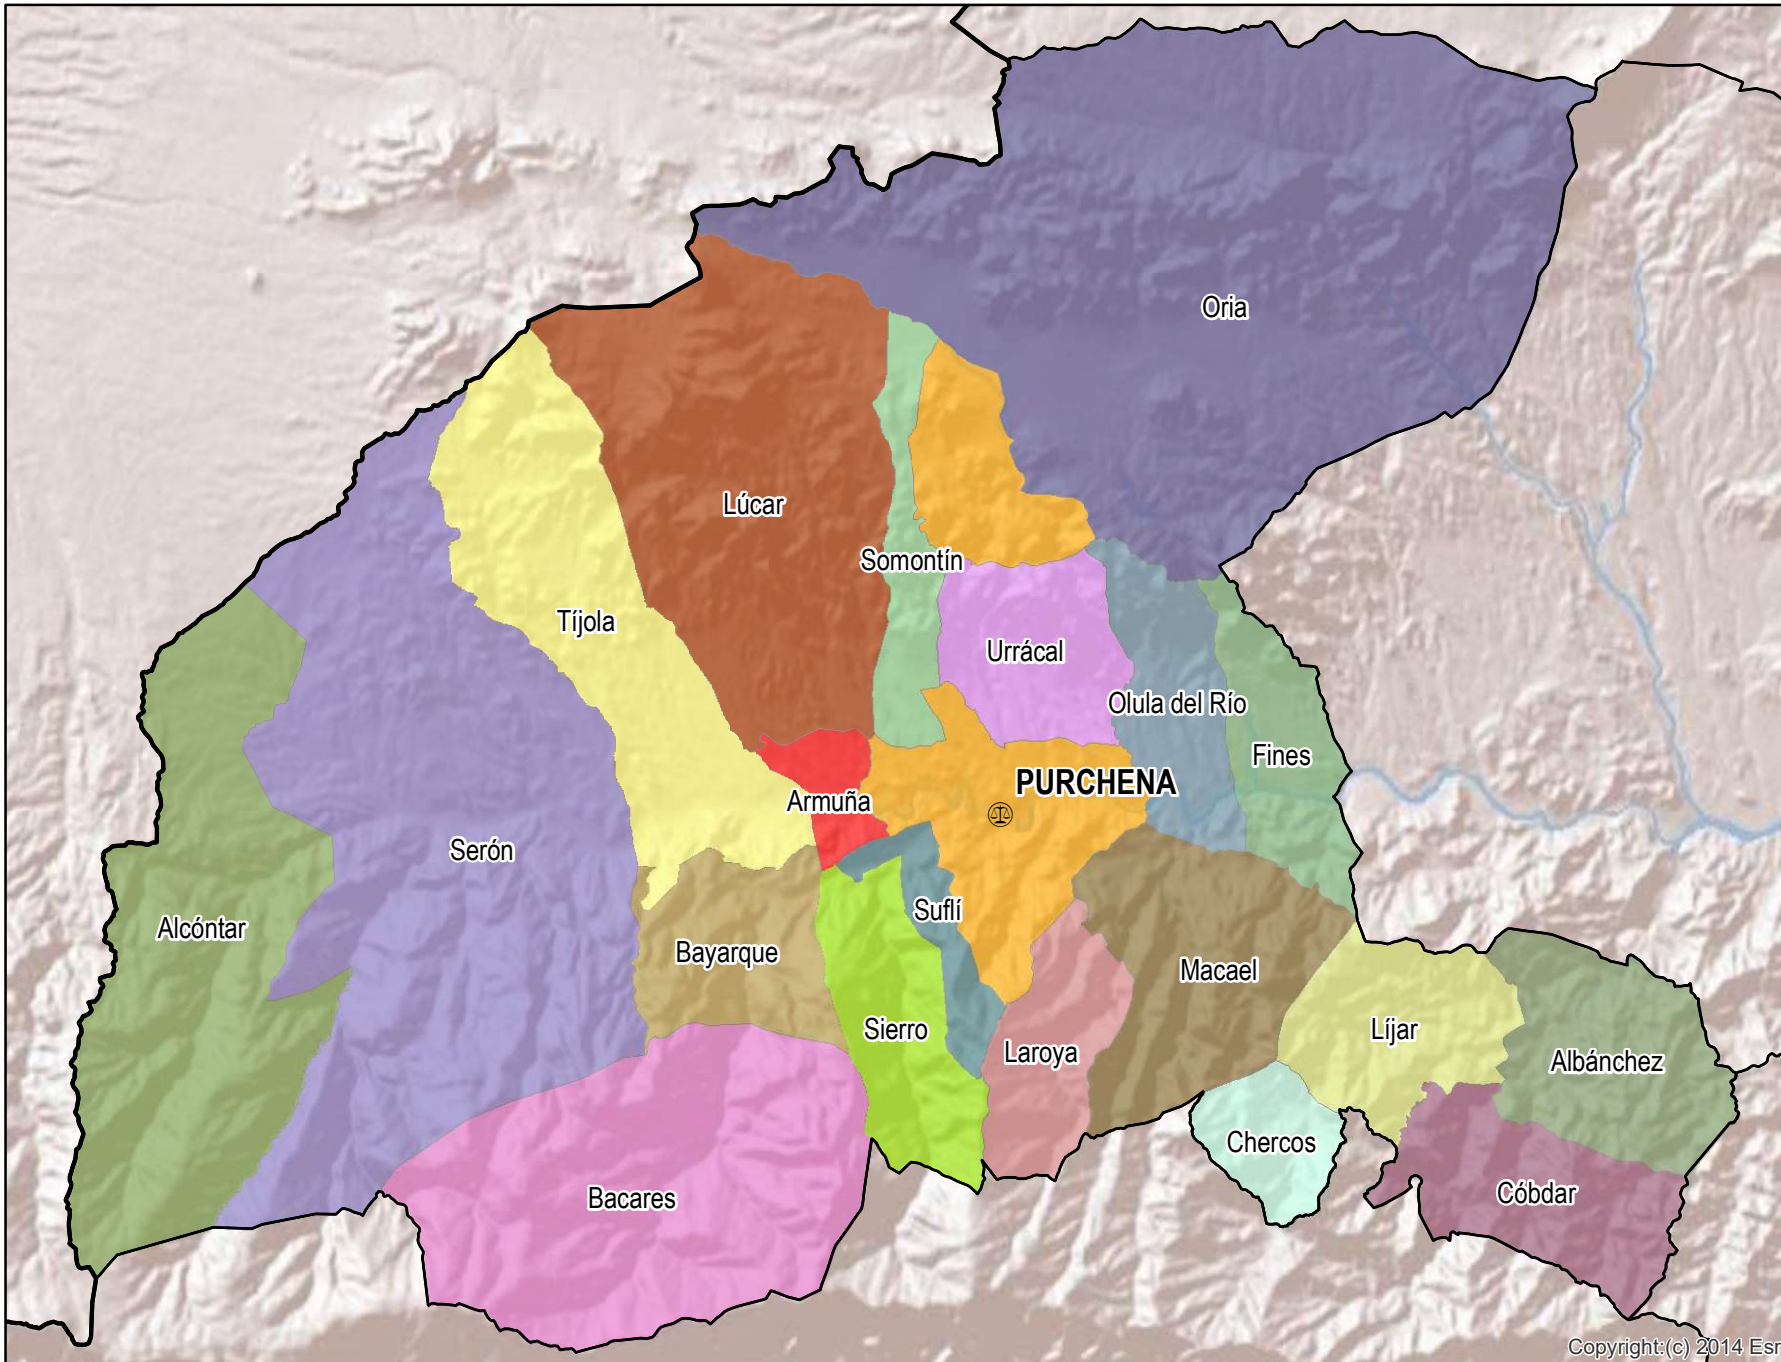 Oria
Lúcar
Somontín
Tíjola
Urrácal
Olula del Río
Fines
PURCHENA
Armuña
Serón
Suflí
Alcóntar
Bayarque
Macael
Sierro
Líjar
Laroya
Albánchez
Chercos
Cóbdar
Bacares
Copyright:(c) 2014 Esr